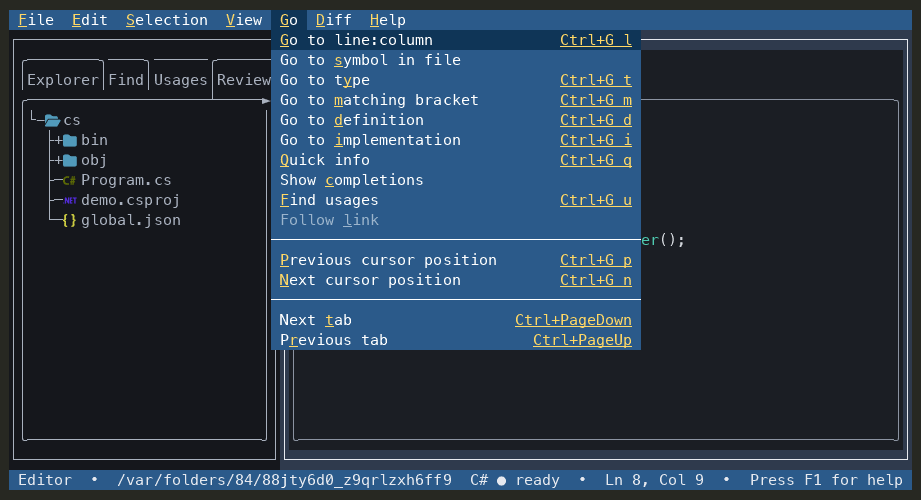 File Edit Selection View Go Diff Help
Go to line:column Ctrl+G l
Go to symbol in file
Explorer Find Usages Review Go to type Ctrl+G t
Go to matching bracket Ctrl+G m
cs Go to definition Ctrl+G d
bin Go to implementation Ctrl+G i
obj Quick info Ctrl+G q
C# Program.cs Show completions
.NET demo.csproj Find usages Ctrl+G u
{} global.json Follow link
er();
Previous cursor position Ctrl+G p
Next cursor position Ctrl+G n
Next tab Ctrl+PageDown
Previous tab Ctrl+PageUp
Editor • /var/folders/84/88jty6d0_z9qrlzxh6ff9 C# ● ready • Ln 8, Col 9 • Press F1 for help